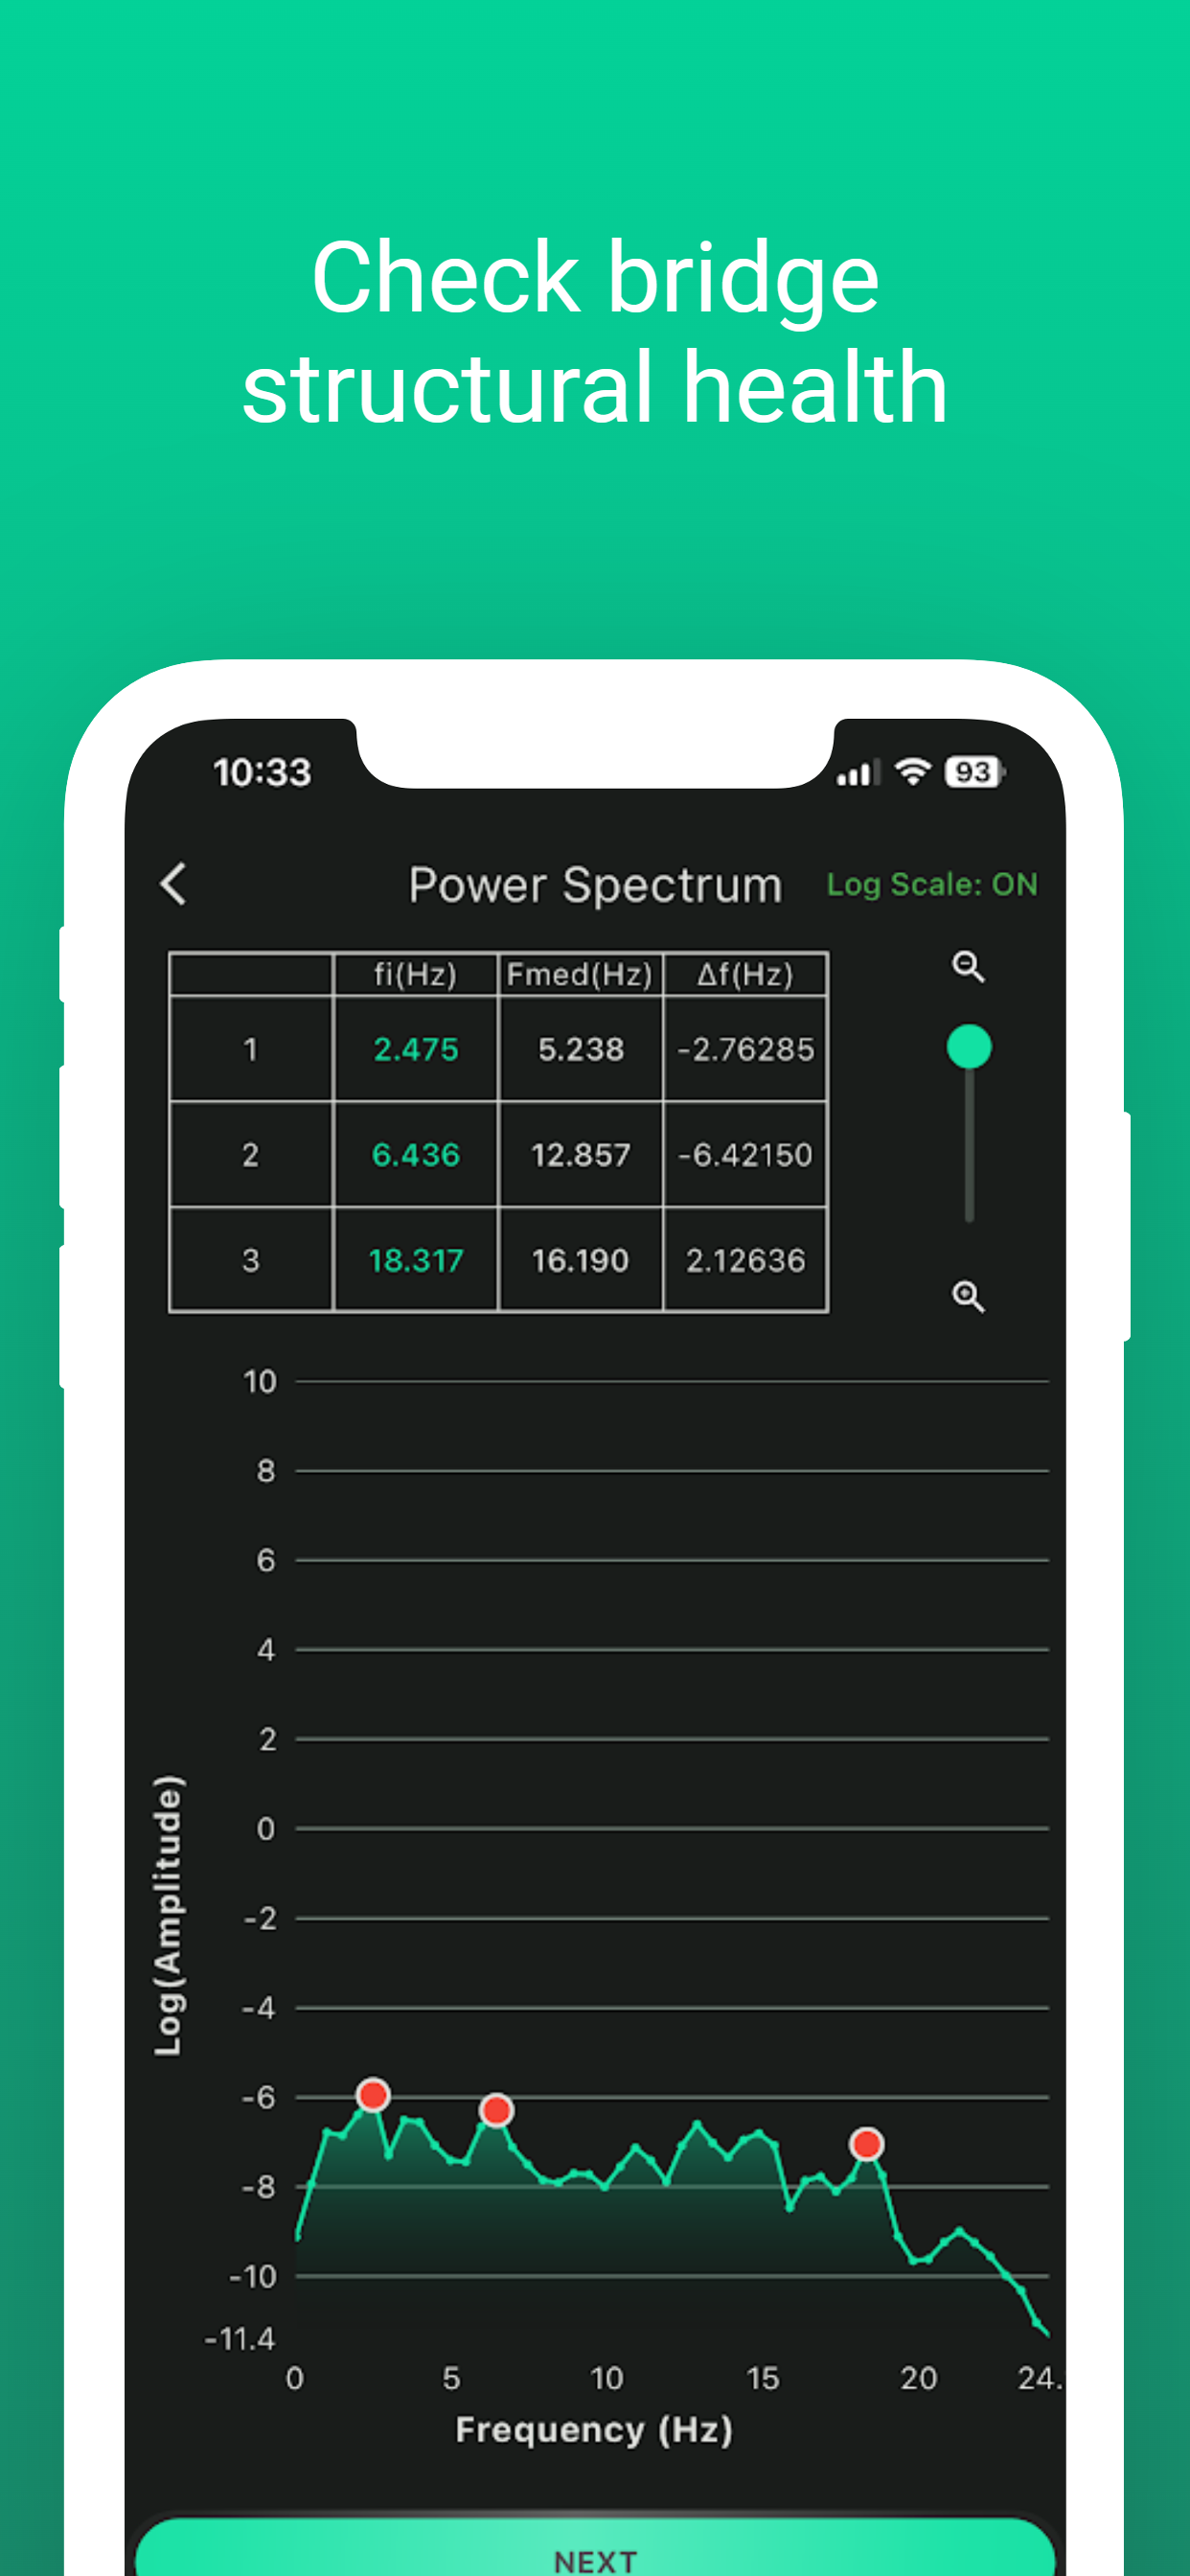 Check bridge
structural health
10:33
93
Power Spectrum
Log Scale: ON
fi(Hz) Fmed(Hz) Δf(Hz)
1 2.475 5.238 -2.76285
2 6.436 12.857 -6.42150
3 18.317 16.190 2.12636
10
8
6
4
2
0
-2
-4
-6
-8
-10
-11.4
Log(Amplitude)
0 5 10 15 20 24.
Frequency (Hz)
NEXT